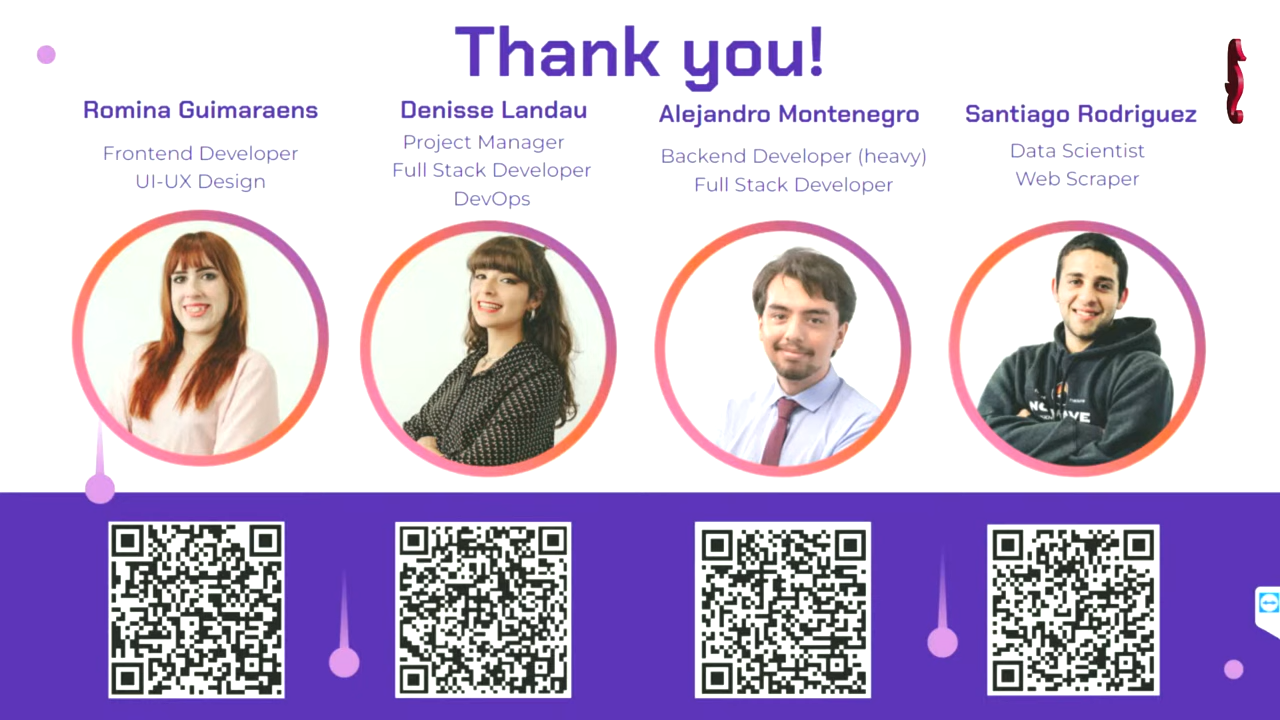 Thank you!
Romina Guimaraens
Frontend Developer
UI-UX Design
Denisse Landau
Project Manager
Full Stack Developer
DevOps
Alejandro Montenegro
Backend Developer (heavy)
Full Stack Developer
Santiago Rodriguez
Data Scientist
Web Scraper